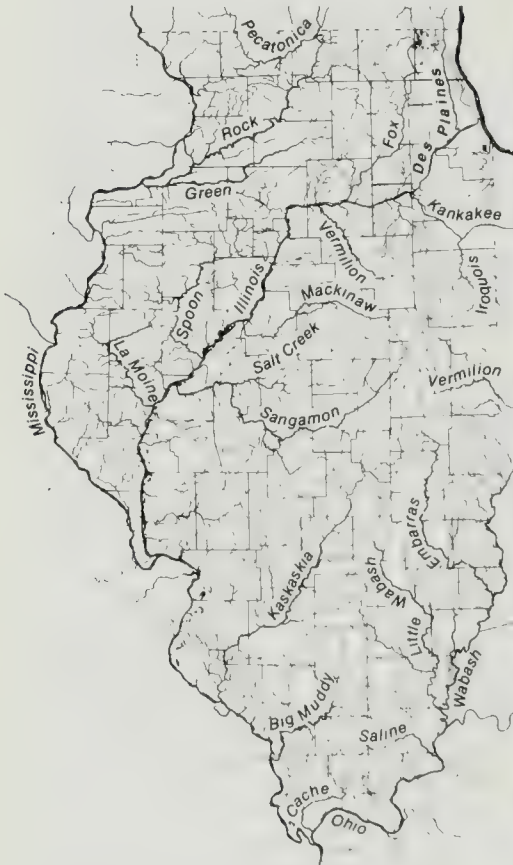 Pecatonica
Rock
Fox
Des Plaines
Green
Kankakee
Vermilion
Iroquois
Illinois
Spoon
Mackinaw
Salt Creek
La Moine
Mississippi
Vermilion
Sangamon
Embarras
Kaskaskia
Little Wabash
Wabash
Big Muddy
Saline
Cache
Ohio